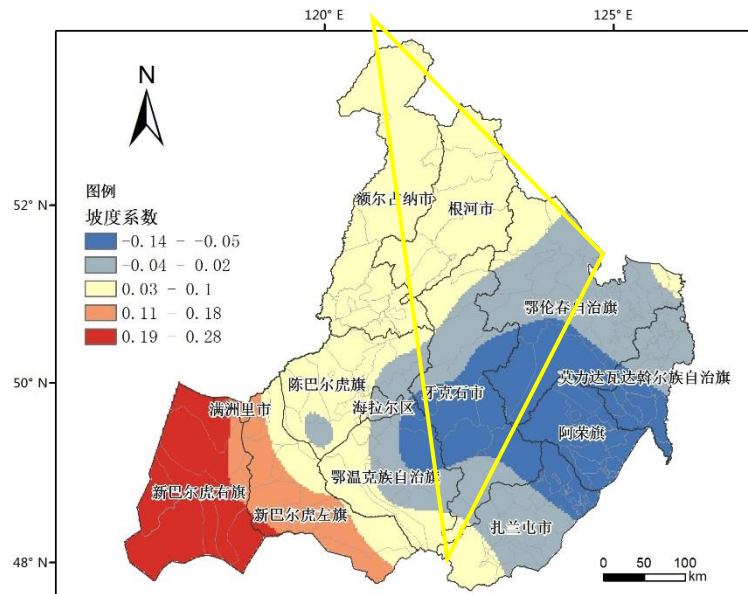 120° E
125° E
N
52° N
50° N
48° N
图例
坡度系数
-0.14 - -0.05
-0.04 - 0.02
0.03 - 0.1
0.11 - 0.18
0.19 - 0.28
额尔古纳市
根河市
鄂伦春自治旗
莫力达瓦达斡尔族自治旗
陈巴尔虎旗
牙克石市
满洲里市
海拉尔区
阿荣旗
鄂温克族自治旗
新巴尔虎右旗
新巴尔虎左旗
扎兰屯市
0 50 100
km